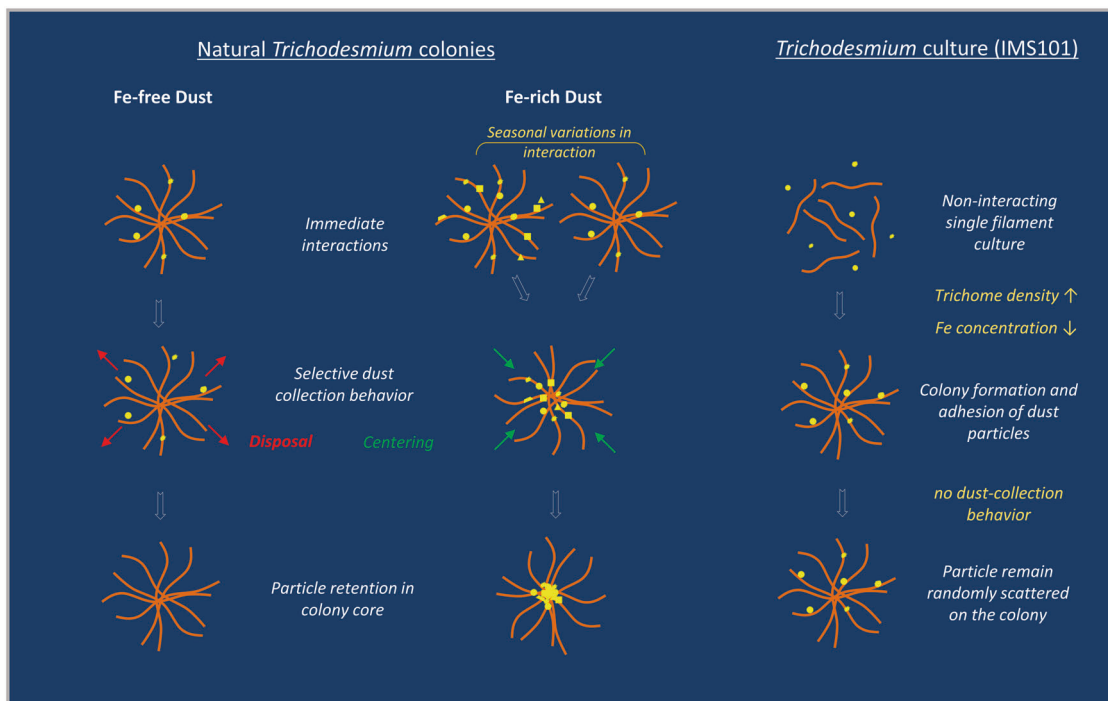 Natural Trichodesmium colonies
Trichodesmium culture (IMS101)
Fe-free Dust
Fe-rich Dust
Seasonal variations in
interaction
Immediate
interactions
Non-interacting
single filament
culture
Trichome density ↑
Fe concentration ↓
Selective dust
collection behavior
Disposal
Centering
Colony formation and
adhesion of dust
particles
no dust-collection
behavior
Particle retention in
colony core
Particle remain
randomly scattered
on the colony